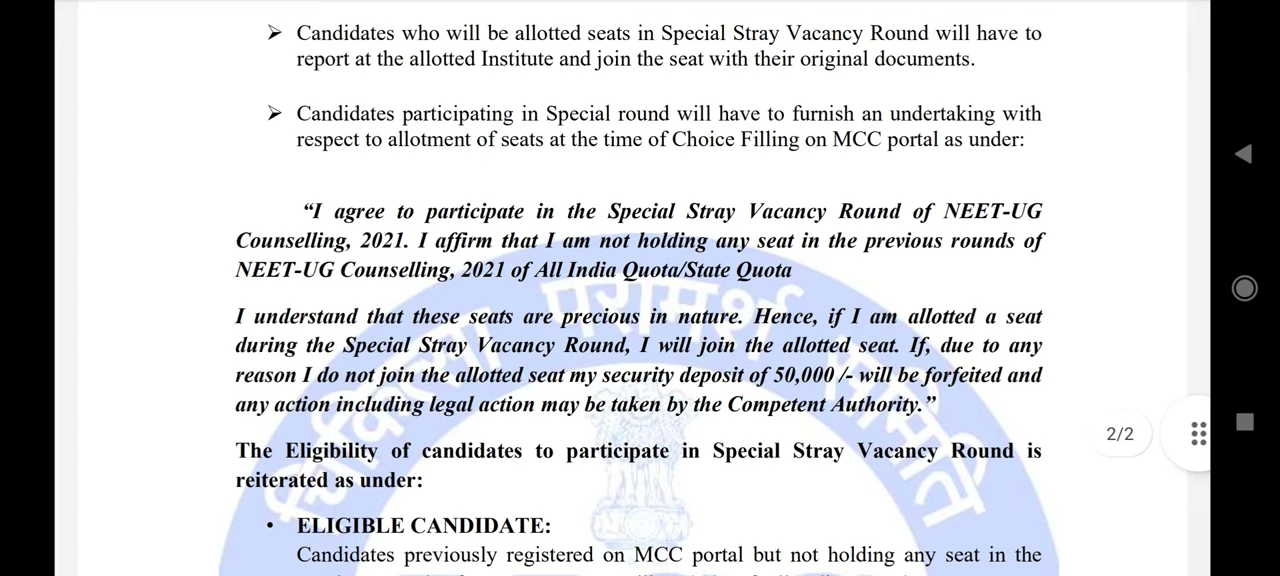 ➢ Candidates who will be allotted seats in Special Stray Vacancy Round will have to
report at the allotted Institute and join the seat with their original documents.
➢ Candidates participating in Special round will have to furnish an undertaking with
respect to allotment of seats at the time of Choice Filling on MCC portal as under:
“I agree to participate in the Special Stray Vacancy Round of NEET-UG
Counselling, 2021. I affirm that I am not holding any seat in the previous rounds of
NEET-UG Counselling, 2021 of All India Quota/State Quota
I understand that these seats are precious in nature. Hence, if I am allotted a seat
during the Special Stray Vacancy Round, I will join the allotted seat. If, due to any
reason I do not join the allotted seat my security deposit of 50,000 /- will be forfeited and
any action including legal action may be taken by the Competent Authority.”
2/2
The Eligibility of candidates to participate in Special Stray Vacancy Round is
reiterated as under:
• ELIGIBLE CANDIDATE:
Candidates previously registered on MCC portal but not holding any seat in the
चिकित्सा परामर्श समिति